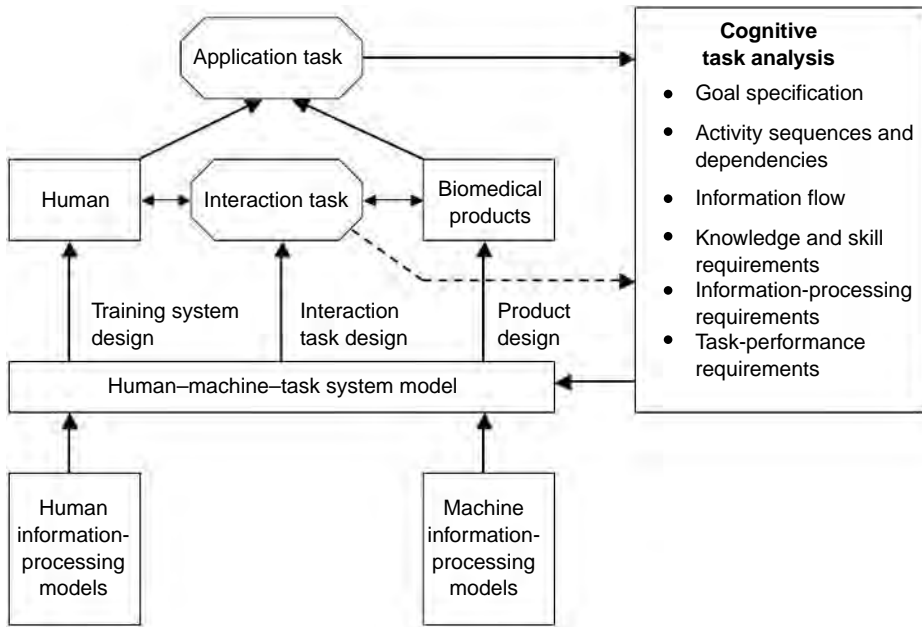 Application task
Cognitive
task analysis
● Goal specification
● Activity sequences and
dependencies
● Information flow
● Knowledge and skill
requirements
● Information-processing
requirements
● Task-performance
requirements
Human
Interaction task
Biomedical
products
Training system
design
Interaction
task design
Product
design
Human–machine–task system model
Human
information-
processing
models
Machine
information-
processing
models